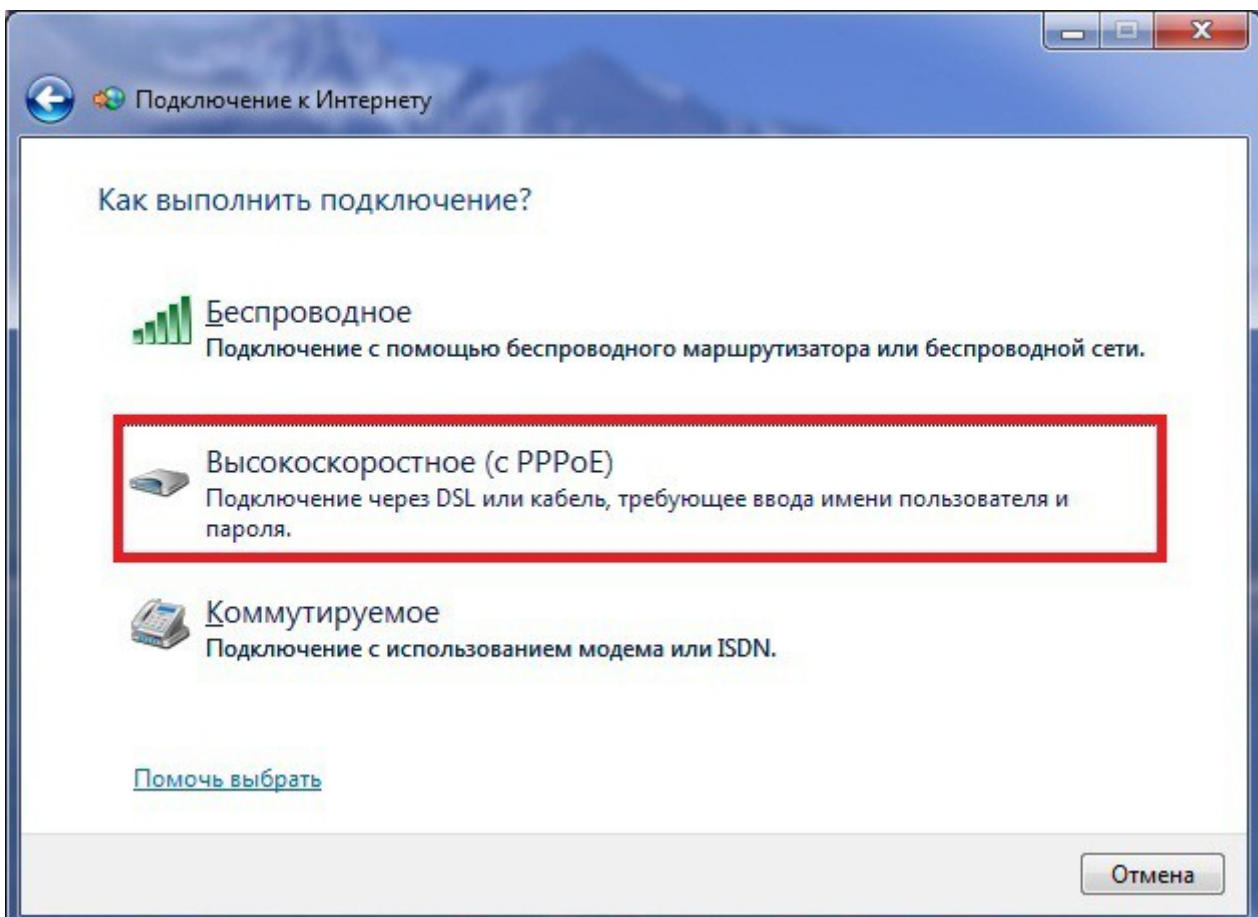 Подключение к Интернету
Как выполнить подключение?
Беспроводное
Подключение с помощью беспроводного маршрутизатора или беспроводной сети.
Высокоскоростное (с PPPoE)
Подключение через DSL или кабель, требующее ввода имени пользователя и
пароля.
Коммутируемое
Подключение с использованием модема или ISDN.
Помочь выбрать
Отмена